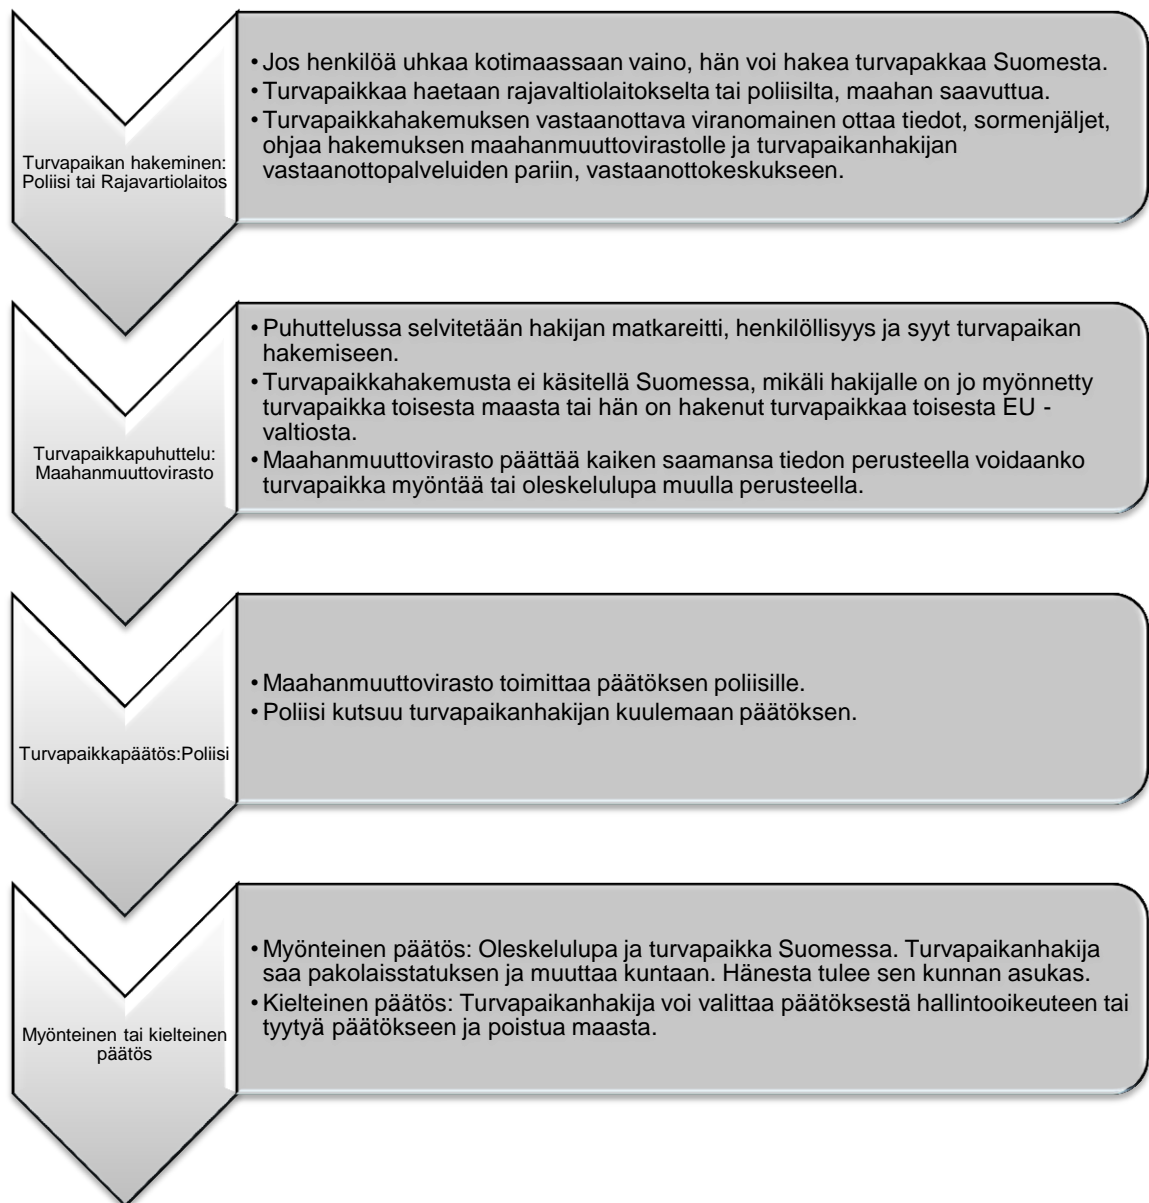 Turvapaikan hakeminen:
Poliisi tai Rajavartiolaitos
• Jos henkilöä uhkaa kotimaassaan vaino, hän voi hakea turvapakkaa Suomesta.
• Turvapaikkaa haetaan rajavaltiolaitokselta tai poliisilta, maahan saavuttua.
• Turvapaikkahakemuksen vastaanottava viranomainen ottaa tiedot, sormenjäljet,
ohjaa hakemuksen maahanmuuttovirastolle ja turvapaikanhakijan
vastaanottopalveluiden pariin, vastaanottokeskukseen.
Turvapaikkapuhuttelu:
Maahanmuuttovirasto
• Puhuttelussa selvitetään hakijan matkareitti, henkilöllisyys ja syyt turvapaikan
hakemiseen.
• Turvapaikkahakemusta ei käsitellä Suomessa, mikäli hakijalle on jo myönnetty
turvapaikka toisesta maasta tai hän on hakenut turvapaikkaa toisesta EU -
valtiosta.
• Maahanmuuttovirasto päättää kaiken saamansa tiedon perusteella voidaanko
turvapaikka myöntää tai oleskelulupa muulla perusteella.
Turvapaikkapäätös:Poliisi
• Maahanmuuttovirasto toimittaa päätöksen poliisille.
• Poliisi kutsuu turvapaikanhakijan kuulemaan päätöksen.
Myönteinen tai kielteinen
päätös
• Myönteinen päätös: Oleskelulupa ja turvapaikka Suomessa. Turvapaikanhakija
saa pakolaisstatuksen ja muuttaa kuntaan. Hänesta tulee sen kunnan asukas.
• Kielteinen päätös: Turvapaikanhakija voi valittaa päätöksestä hallintooikeuteen tai
tyytyä päätökseen ja poistua maasta.